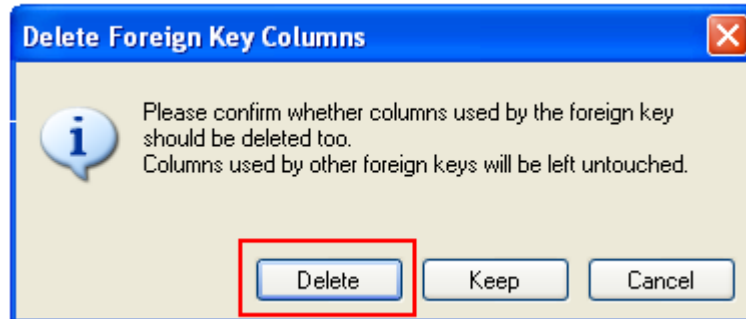 Delete Foreign Key Columns
Please confirm whether columns used by the foreign key
should be deleted too.
Columns used by other foreign keys will be left untouched.
Delete Keep Cancel